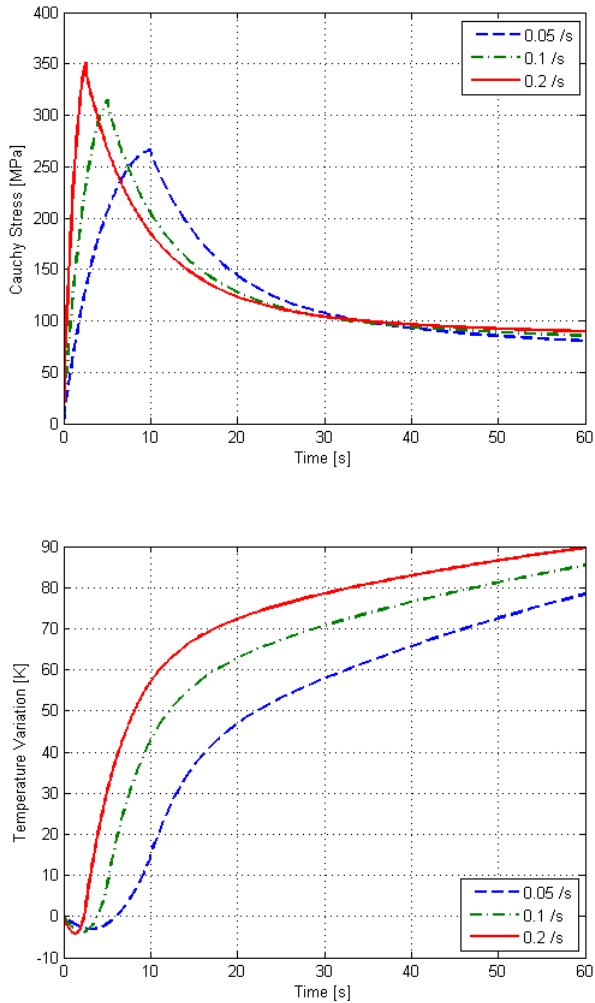 400
350
300
250
200
150
100
50
0
Cauchy Stress [MPa]
0.05 /s
0.1 /s
0.2 /s
0 10 20 30 40 50 60
Time [s]
90
80
70
60
50
40
30
20
10
0
-10
Temperature Variation [K]
0.05 /s
0.1 /s
0.2 /s
0 10 20 30 40 50 60
Time [s]